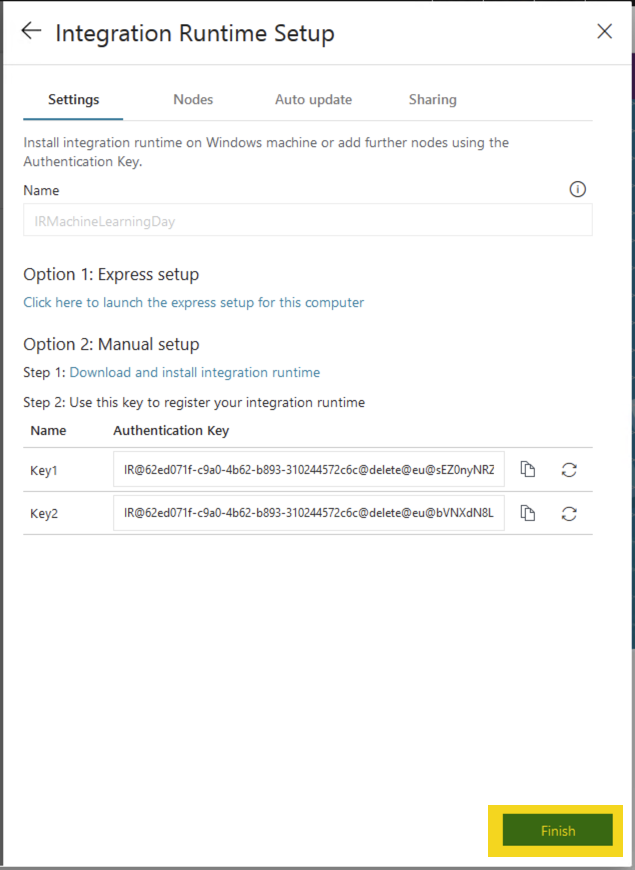 Integration Runtime Setup
Settings Nodes Auto update Sharing
Install integration runtime on Windows machine or add further nodes using the
Authentication Key.
Name
IRMachineLearningDay
Option 1: Express setup
Click here to launch the express setup for this computer
Option 2: Manual setup
Step 1: Download and install integration runtime
Step 2: Use this key to register your integration runtime
Name Authentication Key
Key1 IR@62ed071f-c9a0-4b62-b893-310244572c6c@delete@eu@sEZ0nyNRZ
Key2 IR@62ed071f-c9a0-4b62-b893-310244572c6c@delete@eu@bVNXdN8L
Finish